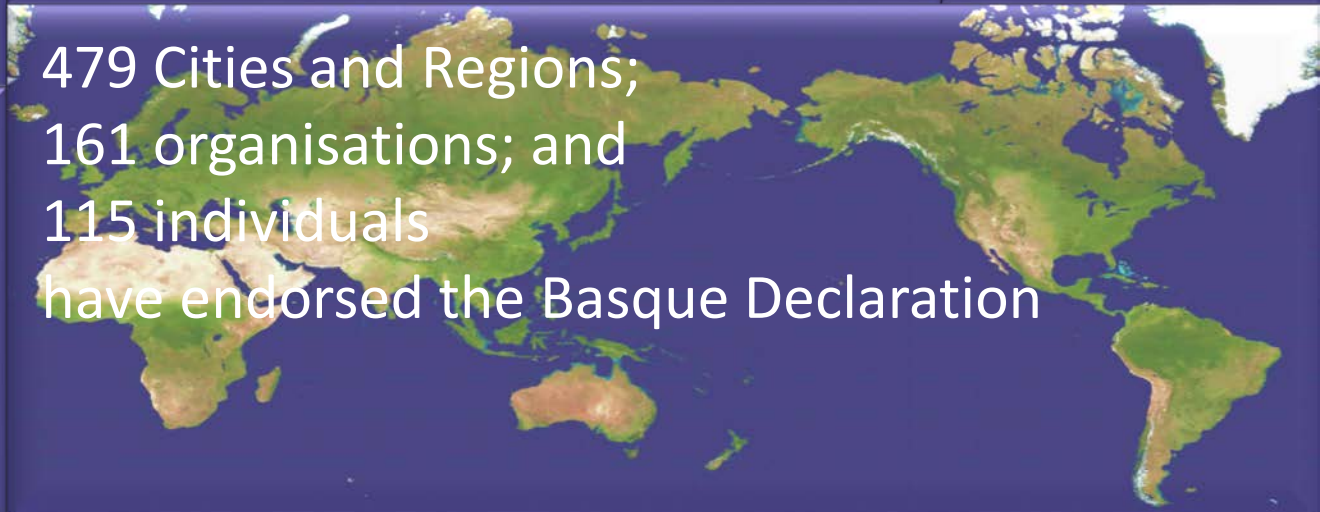 479 Cities and Regions;
161 organisations; and
115 individuals
have endorsed the Basque Declaration